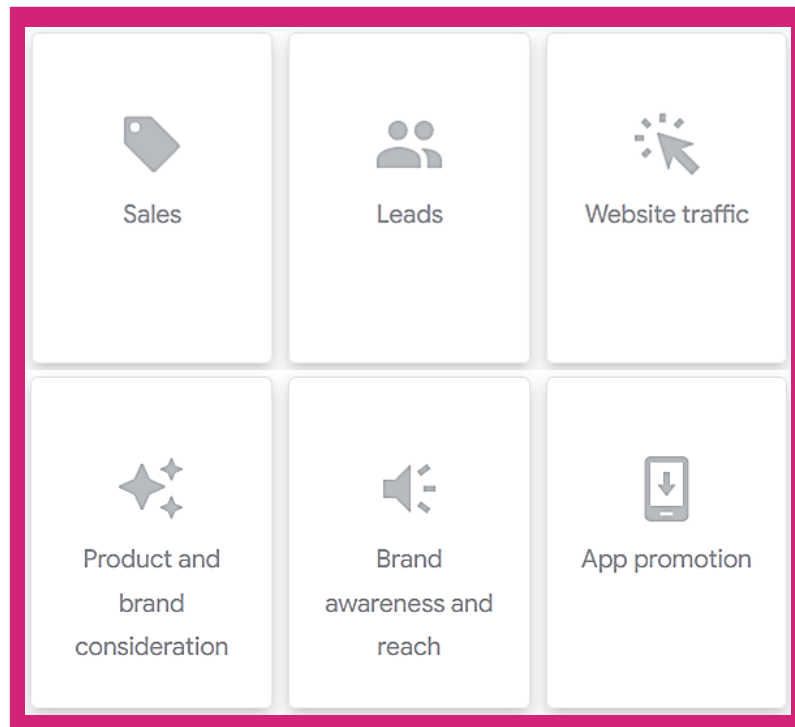 Sales
Leads
Website traffic
Product and
brand
consideration
Brand
awareness and
reach
App promotion